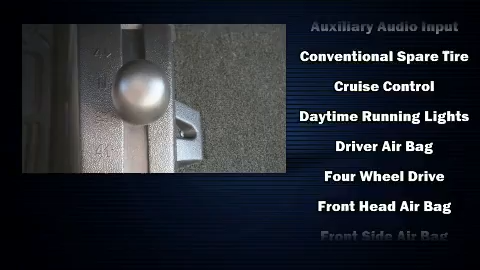 Auxiliary Audio Input
Conventional Spare Tire
Cruise Control
Daytime Running Lights
Driver Air Bag
Four Wheel Drive
Front Head Air Bag
Front Side Air Bag